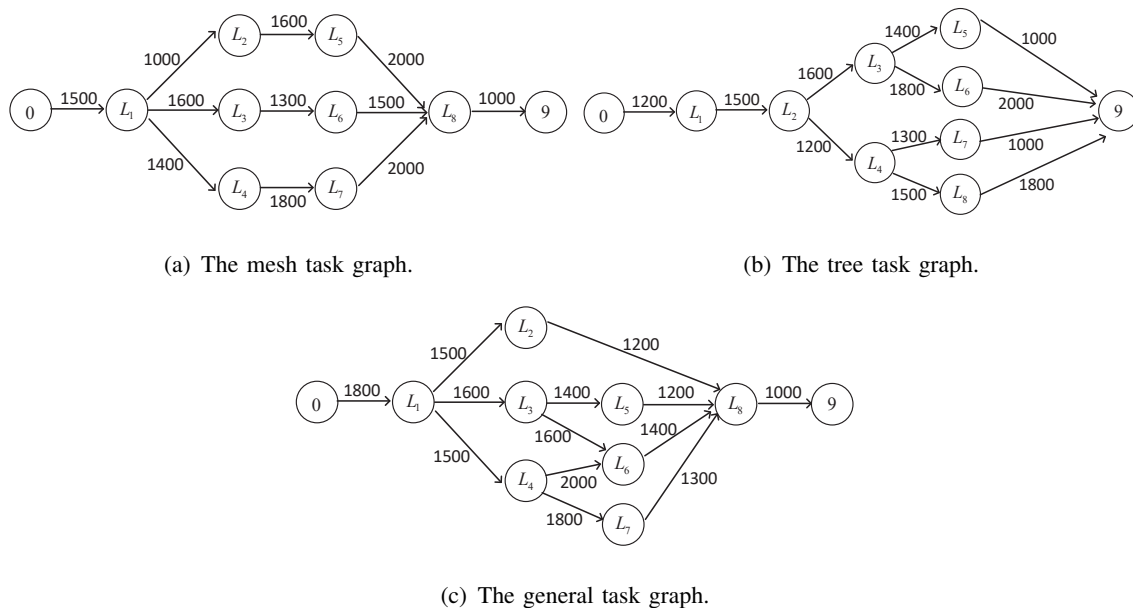 1600
L2
L5
1000
2000
0
1500
L1
1600
L3
1300
L6
1500
L8
1000
9
1400
L4
1800
L7
2000
(a) The mesh task graph.
1400
L5
1000
1600
L3
1800
L6
2000
0
1200
L1
1500
L2
9
1200
L4
1300
L7
1000
1500
L8
1800
(b) The tree task graph.
L2
1500
1200
0
1800
L1
1600
L3
1400
L5
1200
L8
1000
9
1600
1400
1500
L4
2000
L6
1300
1800
L7
(c) The general task graph.